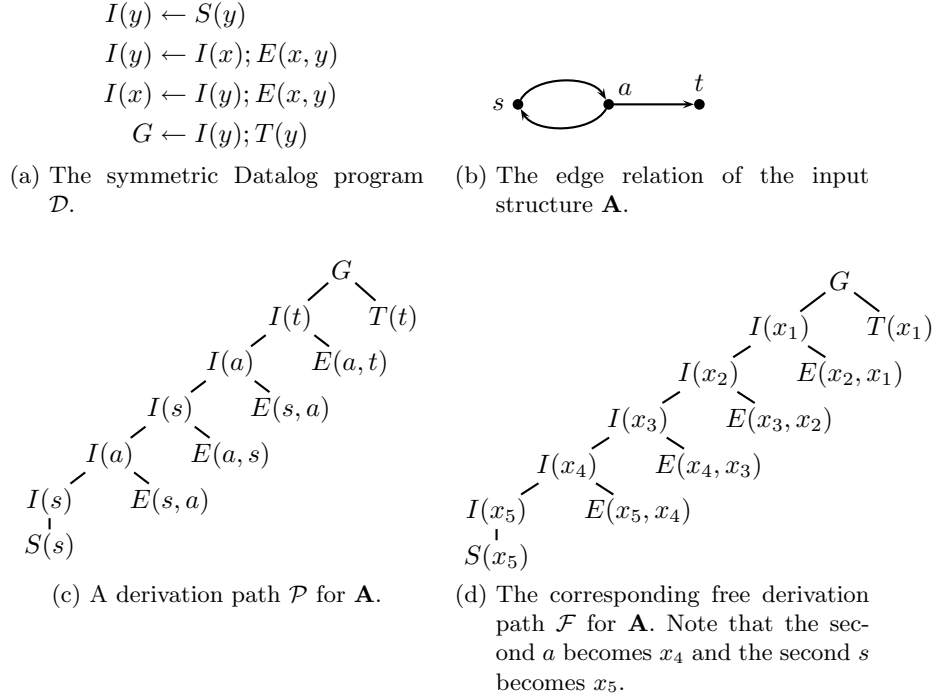 I(y) ← S(y)
I(y) ← I(x); E(x, y)
I(x) ← I(y); E(x, y)
G ← I(y); T(y)
(a) The symmetric Datalog program
𝒟.
s
a
t
(b) The edge relation of the input
structure A.
G
I(t) T(t)
I(a) E(a, t)
I(s) E(s, a)
I(a) E(a, s)
I(s) E(s, a)
S(s)
(c) A derivation path 𝒫 for A.
G
I(x₁) T(x₁)
I(x₂) E(x₂, x₁)
I(x₃) E(x₃, x₂)
I(x₄) E(x₄, x₃)
I(x₅) E(x₅, x₄)
S(x₅)
(d) The corresponding free derivation
path ℱ for A. Note that the sec-
ond a becomes x₄ and the second s
becomes x₅.